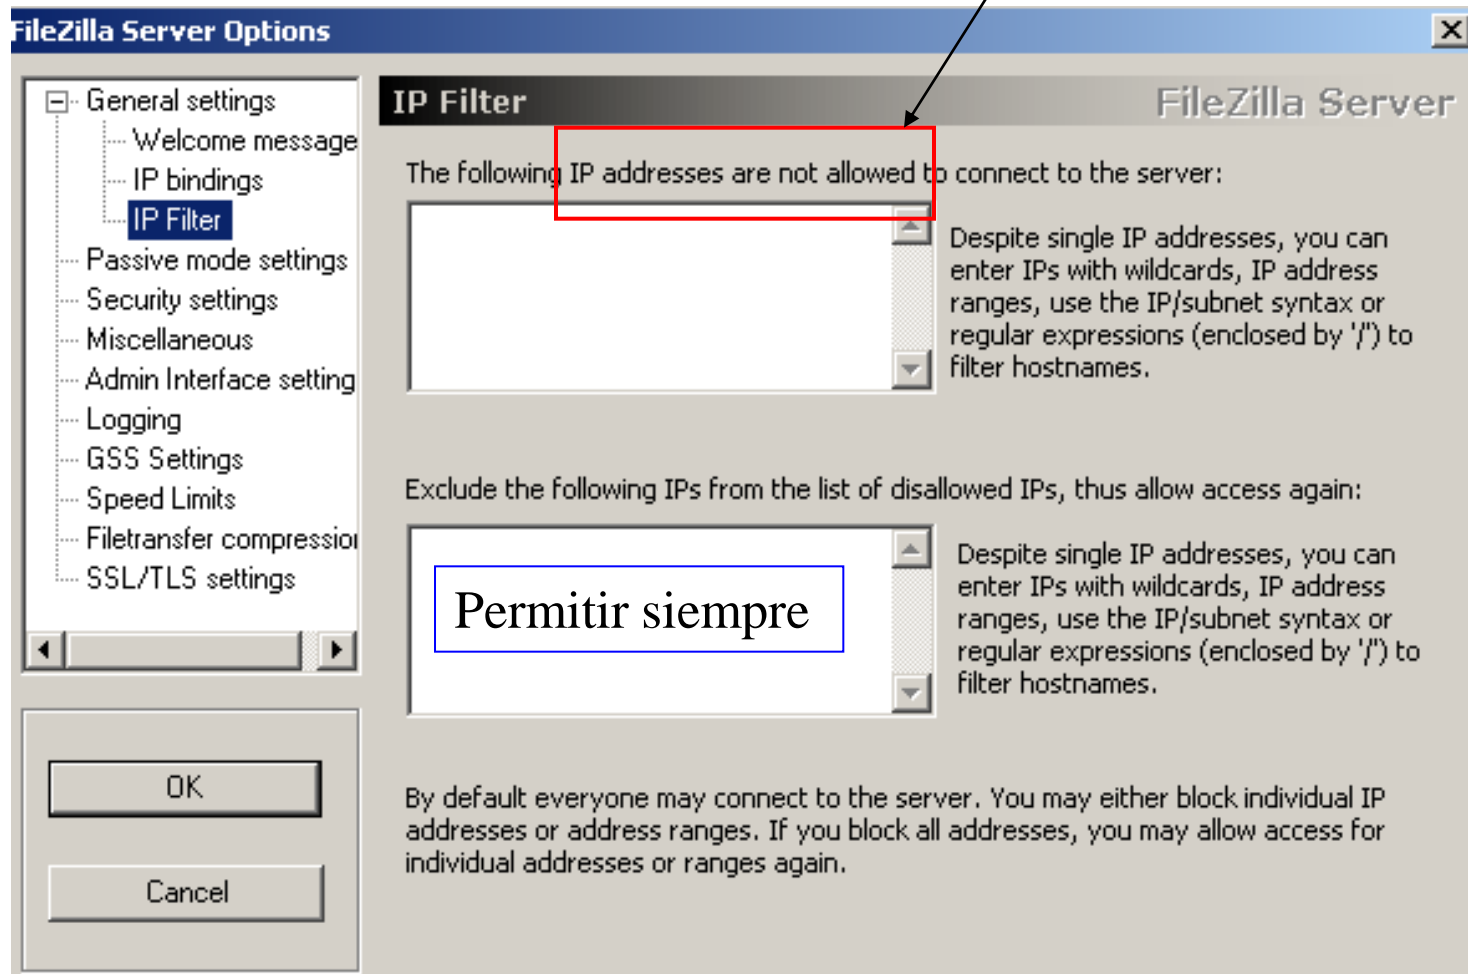 FileZilla Server Options
General settings
Welcome message
IP bindings
IP Filter
Passive mode settings
Security settings
Miscellaneous
Admin Interface setting
Logging
GSS Settings
Speed Limits
Filetransfer compression
SSL/TLS settings
OK
Cancel
IP Filter
FileZilla Server
The following IP addresses are not allowed to connect to the server:
Despite single IP addresses, you can
enter IPs with wildcards, IP address
ranges, use the IP/subnet syntax or
regular expressions (enclosed by '/') to
filter hostnames.
Exclude the following IPs from the list of disallowed IPs, thus allow access again:
Permitir siempre
Despite single IP addresses, you can
enter IPs with wildcards, IP address
ranges, use the IP/subnet syntax or
regular expressions (enclosed by '/') to
filter hostnames.
By default everyone may connect to the server. You may either block individual IP
addresses or address ranges. If you block all addresses, you may allow access for
individual addresses or ranges again.